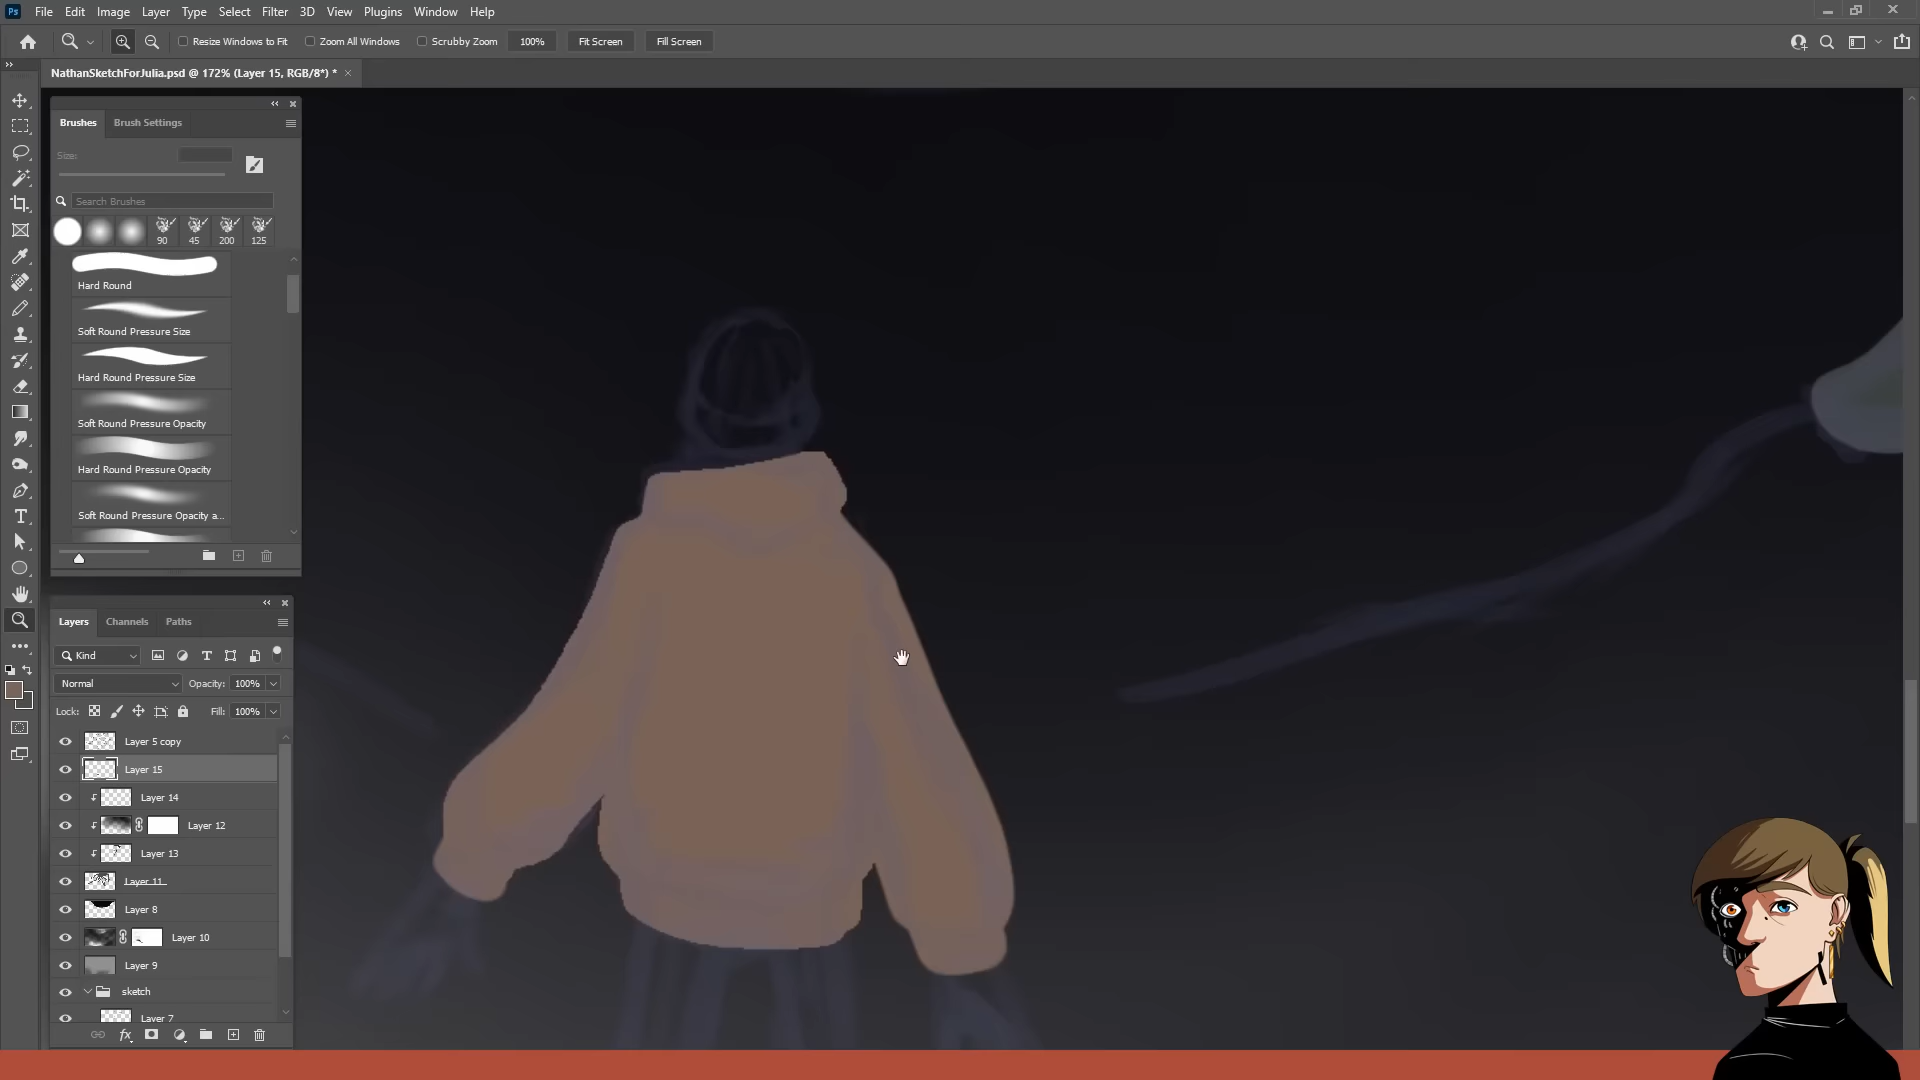 Ps File Edit Image Layer Type Select Filter 3D View Plugins Window Help
Resize Windows to Fit Zoom All Windows Scrubby Zoom 100% Fit Screen Fill Screen
NathanSketchForJulia.psd @ 172% (Layer 15, RGB/8*) *
Brushes Brush Settings
Size:
Search Brushes
90 45 200 125
Hard Round
Soft Round Pressure Size
Hard Round Pressure Size
Soft Round Pressure Opacity
Hard Round Pressure Opacity
Soft Round Pressure Opacity a...
Layers Channels Paths
Kind
Normal Opacity: 100%
Lock: Fill: 100%
Layer 5 copy
Layer 15
Layer 14
Layer 12
Layer 13
Layer 11
Layer 8
Layer 10
Layer 9
sketch
Layer 7
fx